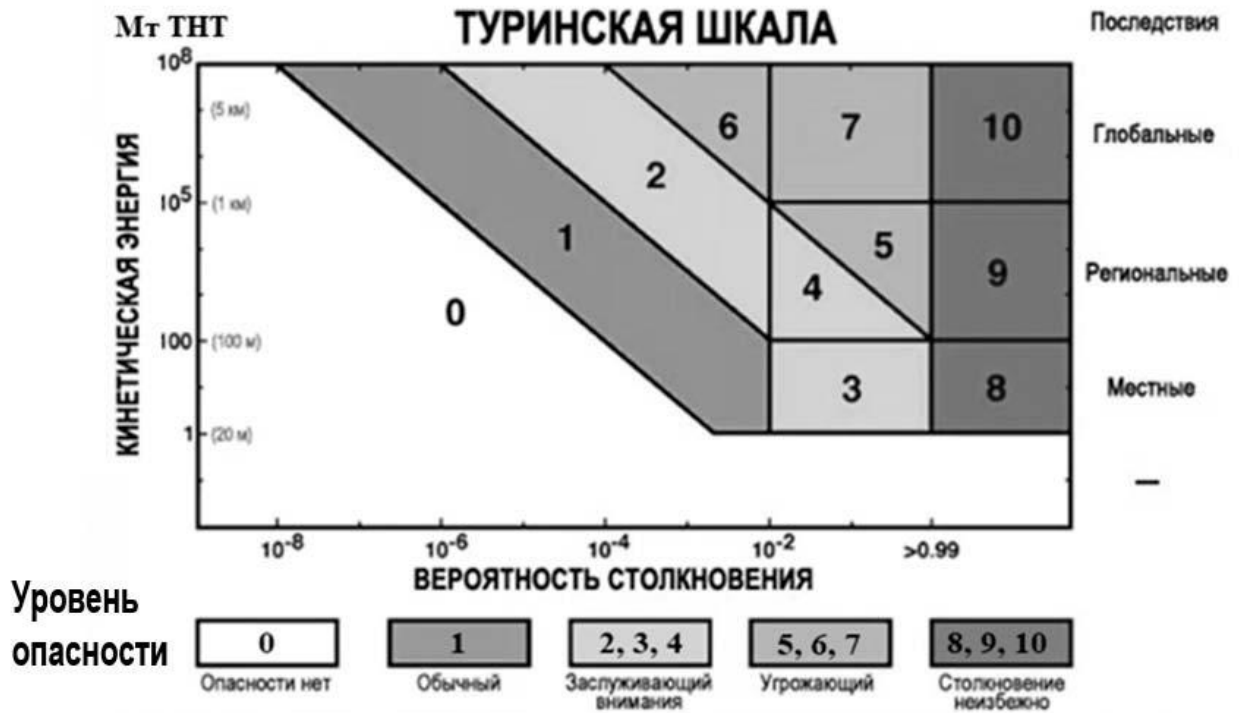 Мт ТНТ
ТУРИНСКАЯ ШКАЛА
Последствия
10⁸
(5 км)
6
7
10
Глобальные
2
10⁵
(1 км)
1
5
4
9
Региональные
0
100
(100 м)
3
8
Местные
1
(20 м)
—
КИНЕТИЧЕСКАЯ ЭНЕРГИЯ
10⁻⁸ 10⁻⁶ 10⁻⁴ 10⁻² >0.99
ВЕРОЯТНОСТЬ СТОЛКНОВЕНИЯ
Уровень
опасности
0
1
2, 3, 4
5, 6, 7
8, 9, 10
Опасности нет
Обычный
Заслуживающий
внимания
Угрожающий
Столкновение
неизбежно